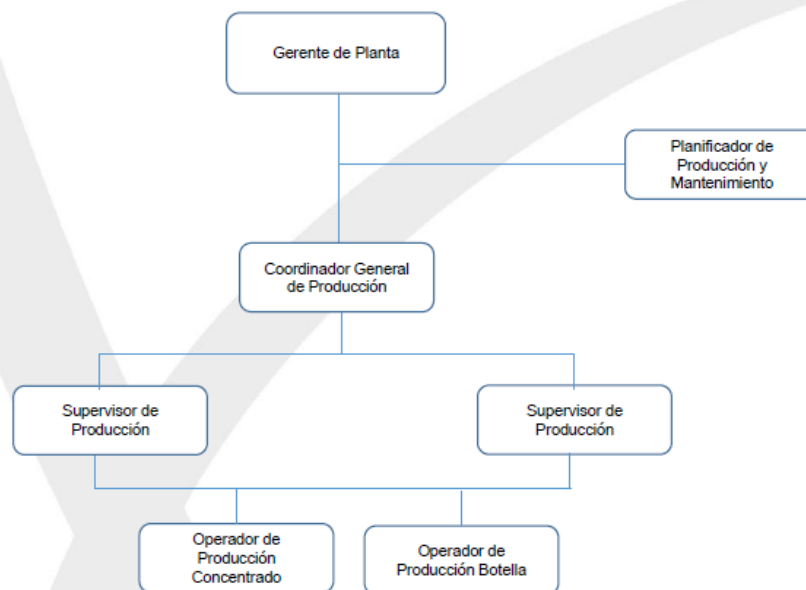 Gerente de Planta
Planificador de
Producción y
Mantenimiento
Coordinador General
de Producción
Supervisor de
Producción
Supervisor de
Producción
Operador de
Producción
Concentrado
Operador de
Producción Botella